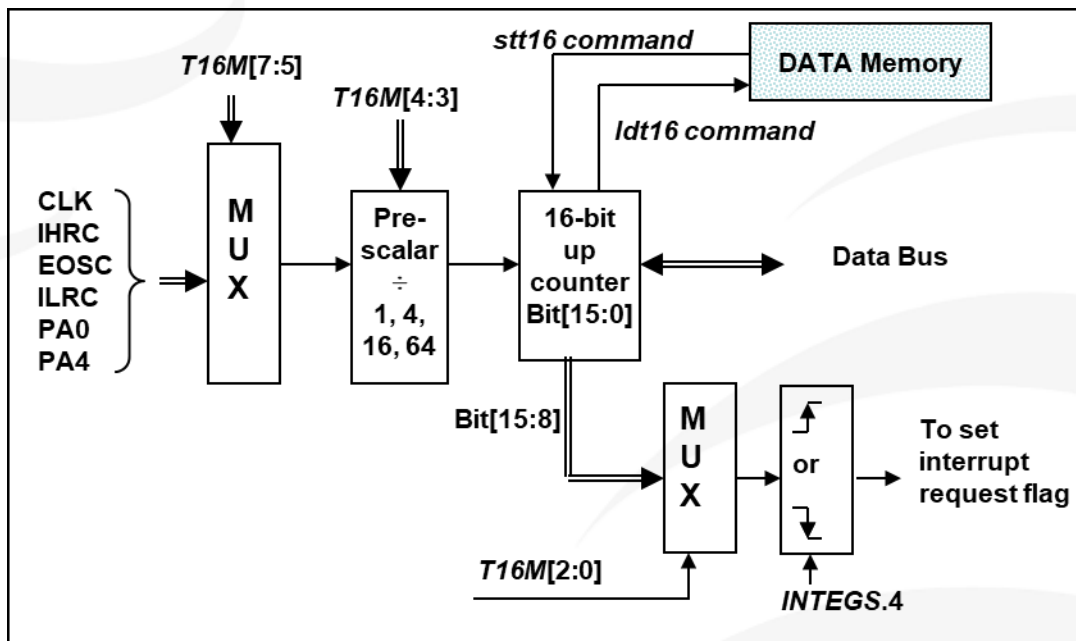 stt16 command
DATA Memory
T16M[7:5]
T16M[4:3]
ldt16 command
CLK
IHRC
EOSC
ILRC
PA0
PA4
M
U
X
Pre-
scalar
÷
1, 4,
16, 64
16-bit
up
counter
Bit[15:0]
Data Bus
Bit[15:8]
M
U
X
or
To set
interrupt
request flag
T16M[2:0]
INTEGS.4